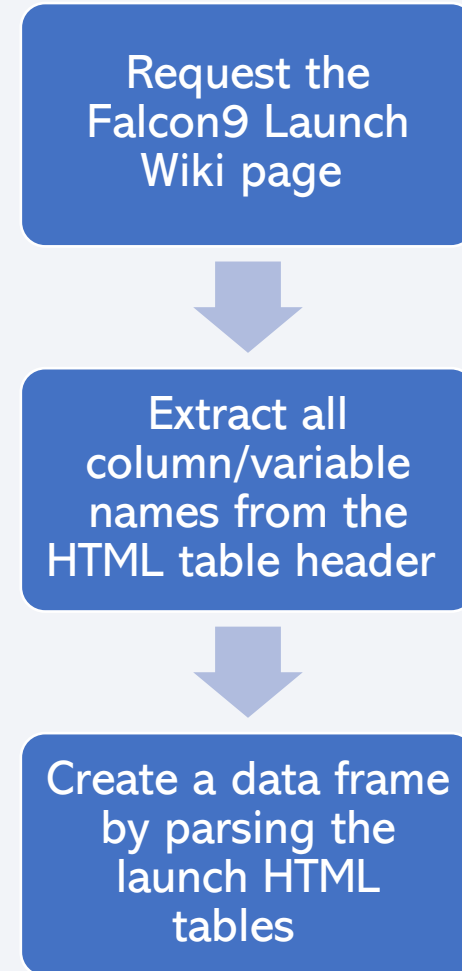 Request the
Falcon9 Launch
Wiki page
Extract all
column/variable
names from the
HTML table header
Create a data frame
by parsing the
launch HTML
tables